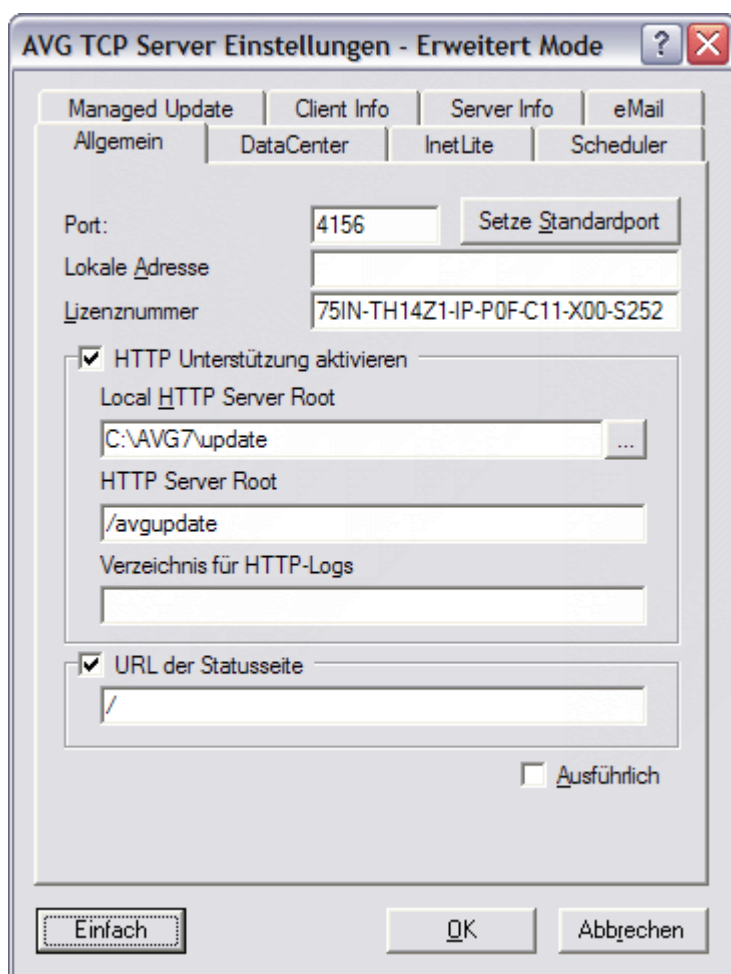 AVG TCP Server Einstellungen - Erweitert Mode
Managed Update Client Info Server Info eMail
Allgemein DataCenter InetLite Scheduler
Port: 4156 Setze Standardport
Lokale Adresse
Lizenznummer 75IN-TH14Z1-IP-P0F-C11-X00-S252
HTTP Unterstützung aktivieren
Local HTTP Server Root
C:\AVG7\update ...
HTTP Server Root
/avgupdate
Verzeichnis für HTTP-Logs
URL der Statusseite
/
Ausführlich
Einfach OK Abbrechen